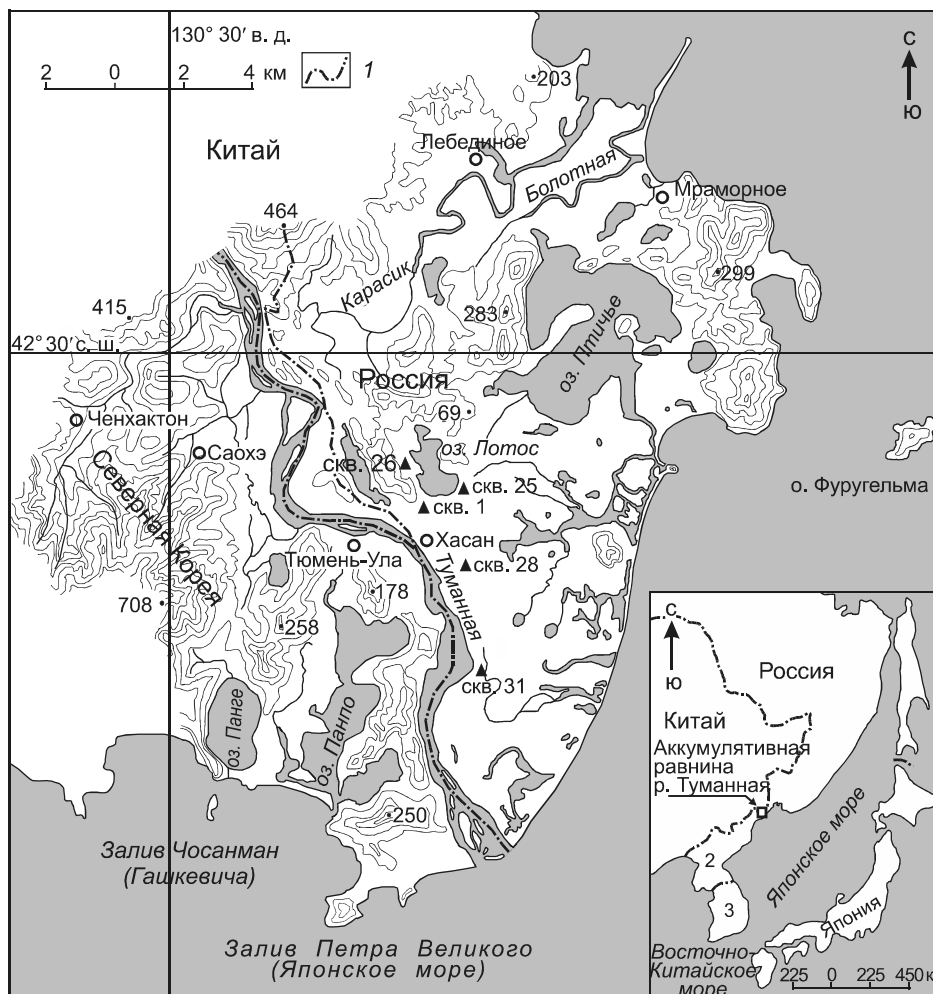 130° 30′ в. д.
2 0 2 4 км
1
С
Ю
203
Китай
Лебединое
Болотная
Мраморное
464
Карасик
299
415
283
оз. Птичье
42° 30′ с. ш.
Россия
69
Ченхактон
оз. Лотос
Саохэ
скв. 26
скв. 25
Северная Корея
скв. 1
о. Фуругельма
Хасан
Тюмень-Ула
Туманная
скв. 28
178
708
258
скв. 31
оз. Панге
оз. Панпо
250
Залив Чосанман
(Гашкевича)
Залив Петра Великого
(Японское море)
С
Ю
Россия
Китай
Аккумулятивная
равнина
р. Туманная
Японское море
2
3
Япония
Восточно-
Китайское
море
225 0 225 450 к